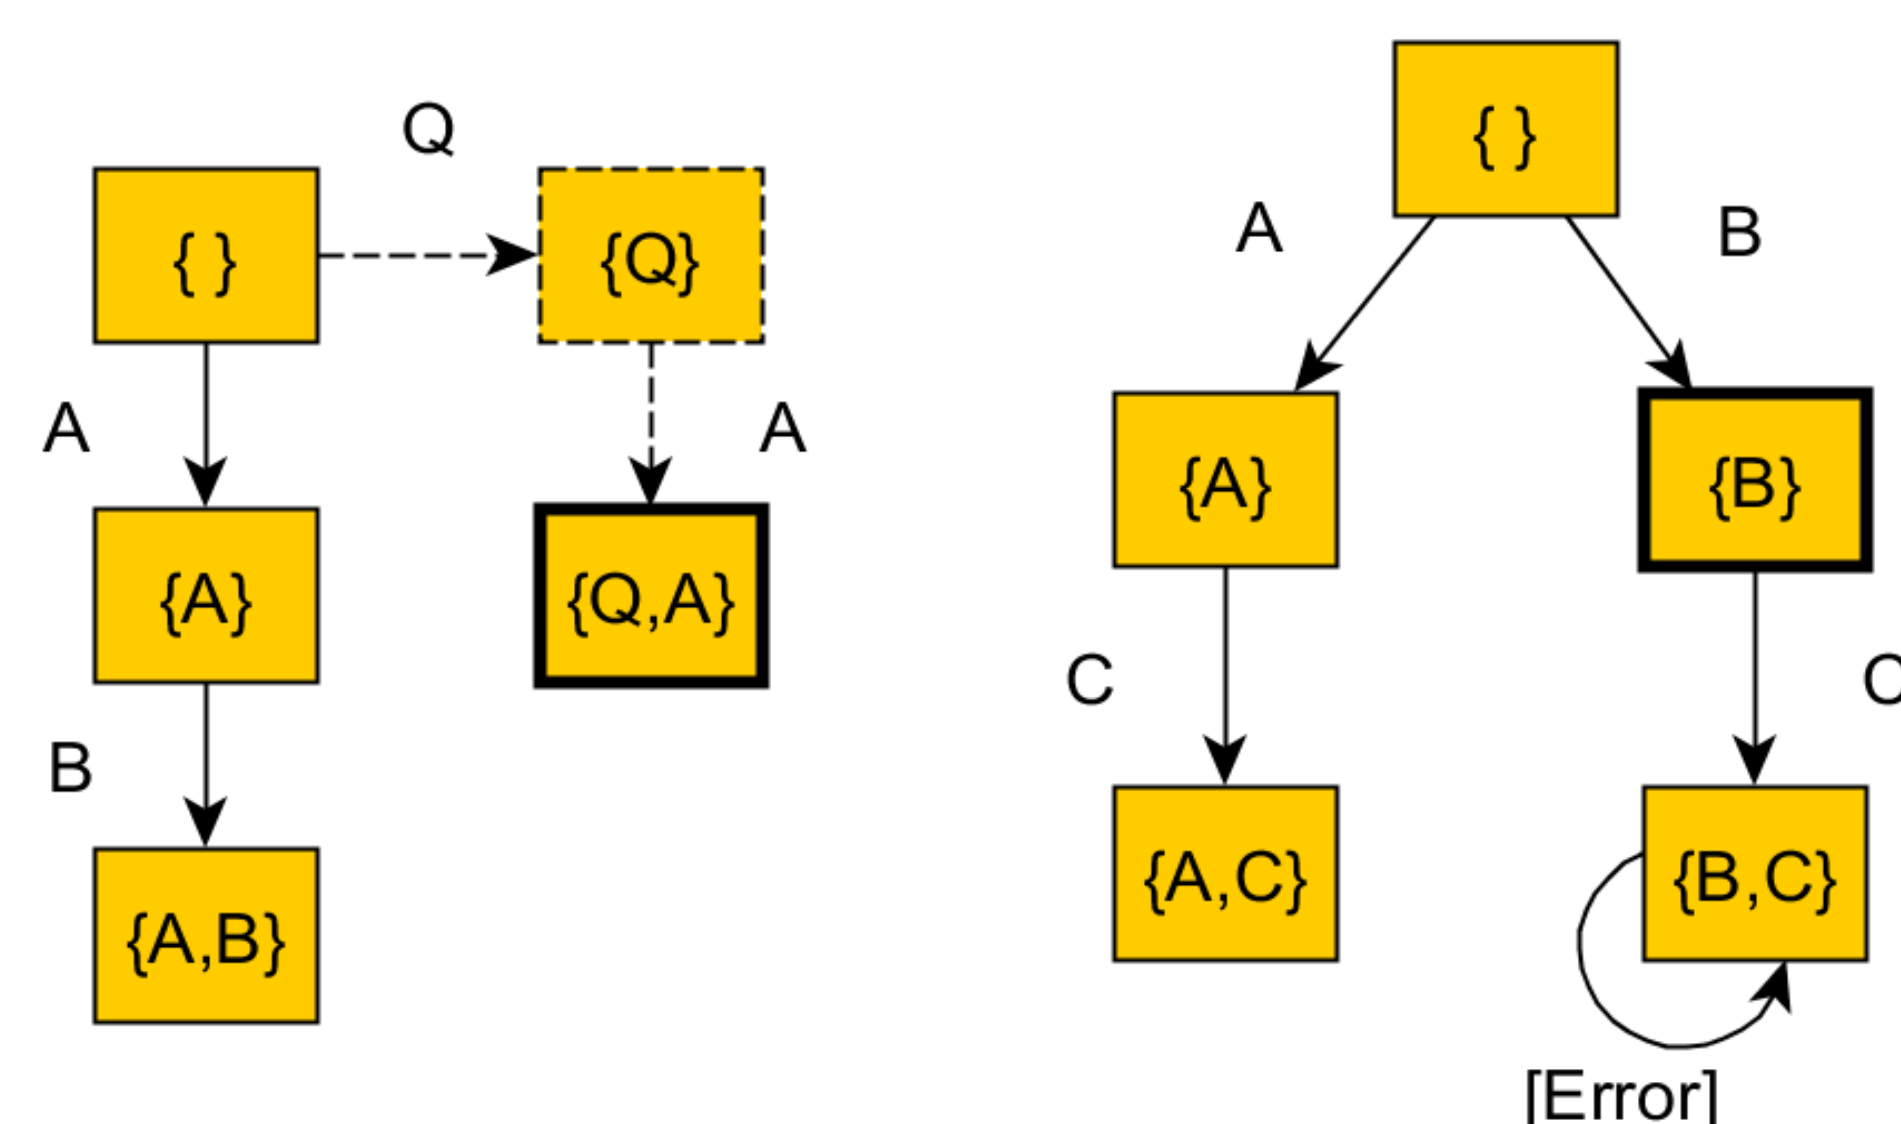 Q
{ }
{Q}
A
A
{A}
{Q,A}
B
{A,B}
{ }
A
B
{A}
{B}
C
C
{A,C}
{B,C}
[Error]